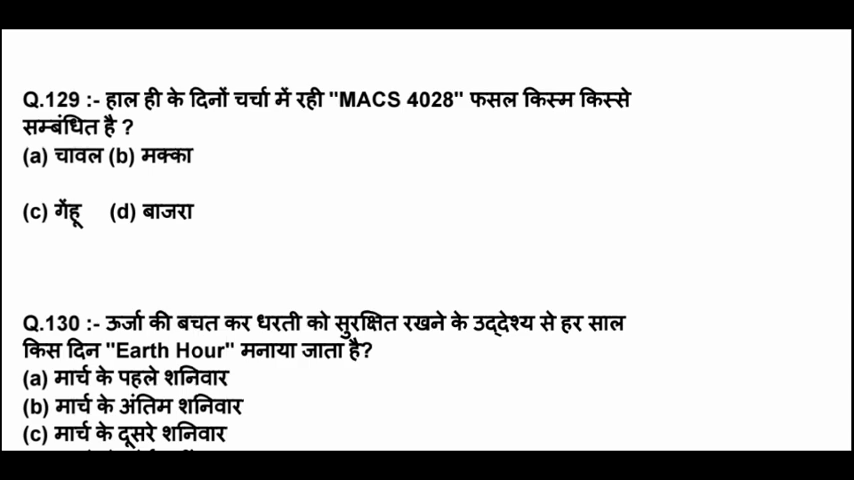 Q.129 :- हाल ही के दिनों चर्चा में रही "MACS 4028" फसल किस्म किस्से
सम्बंधित है ?
(a) चावल (b) मक्का
(c) गेंहू (d) बाजरा
Q.130 :- ऊर्जा की बचत कर धरती को सुरक्षित रखने के उद्देश्य से हर साल
किस दिन "Earth Hour" मनाया जाता है?
(a) मार्च के पहले शनिवार
(b) मार्च के अंतिम शनिवार
(c) मार्च के दूसरे शनिवार